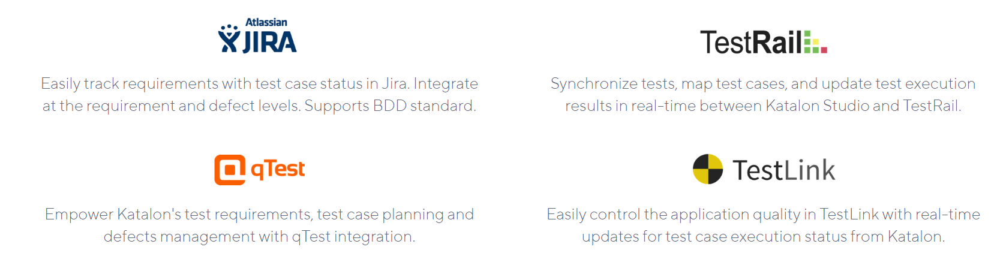 Atlassian
JIRA
Easily track requirements with test case status in Jira. Integrate
at the requirement and defect levels. Supports BDD standard.
TestRail
Synchronize tests, map test cases, and update test execution
results in real-time between Katalon Studio and TestRail.
qTest
Empower Katalon's test requirements, test case planning and
defects management with qTest integration.
TestLink
Easily control the application quality in TestLink with real-time
updates for test case execution status from Katalon.